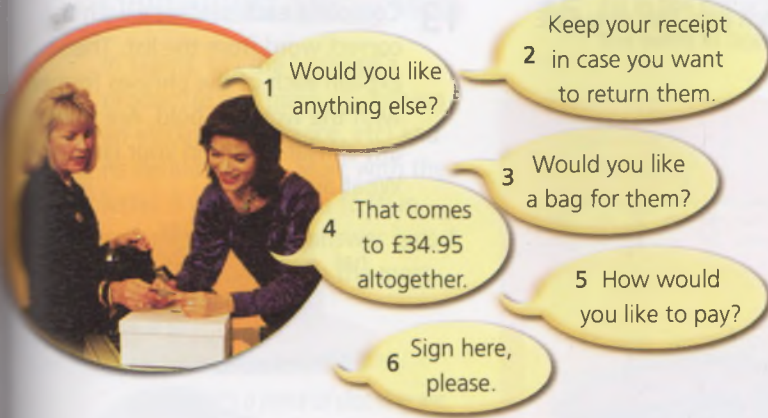 1 Would you like
anything else?
2 Keep your receipt
in case you want
to return them.
3 Would you like
a bag for them?
4 That comes
to £34.95
altogether.
5 How would
you like to pay?
6 Sign here,
please.